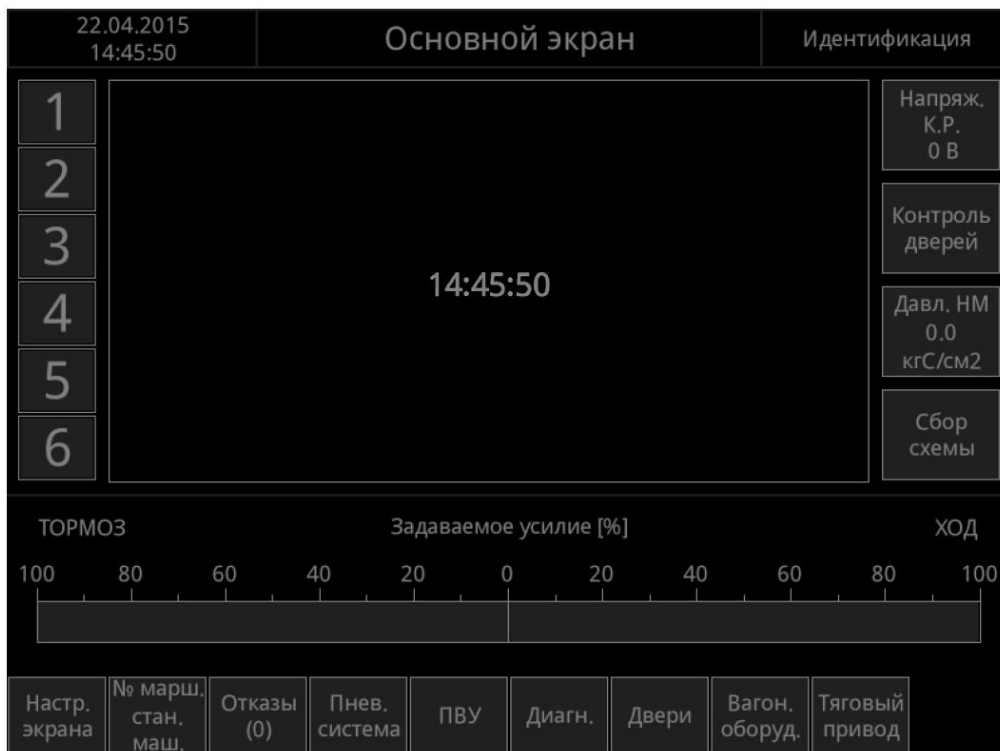 22.04.2015
14:45:50
Основной экран
Идентификация
1
2
3
4
5
6
14:45:50
Напряж.
К.Р.
0 В
Контроль
дверей
Давл. НМ
0.0
кгС/см2
Сбор
схемы
ТОРМОЗ
Задаваемое усилие [%]
ХОД
100 80 60 40 20 0 20 40 60 80 100
Настр.
экрана
№ марш.
стан.
маш.
Отказы
(0)
Пнев.
система
ПВУ
Диагн.
Двери
Вагон.
оборуд.
Тяговый
привод